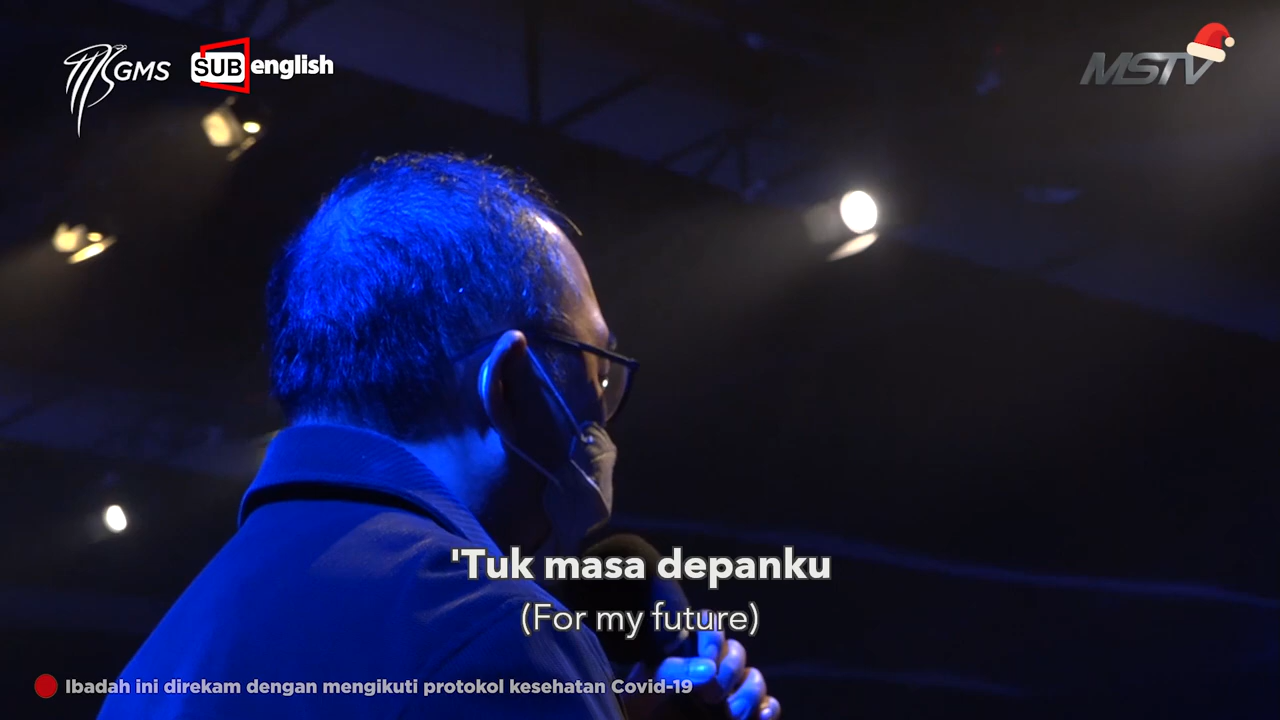 GMS
SUB english
MSTV
'Tuk masa depanku
(For my future)
Ibadah ini direkam dengan mengikuti protokol kesehatan Covid-19